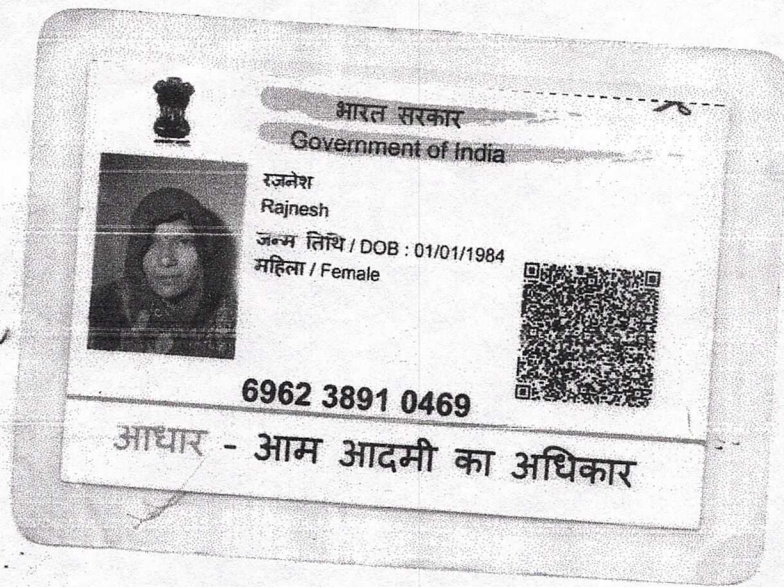 भारत सरकार
Government of India
रजनेश
Rajnesh
जन्म तिथि / DOB : 01/01/1984
महिला / Female
6962 3891 0469
आधार - आम आदमी का अधिकार